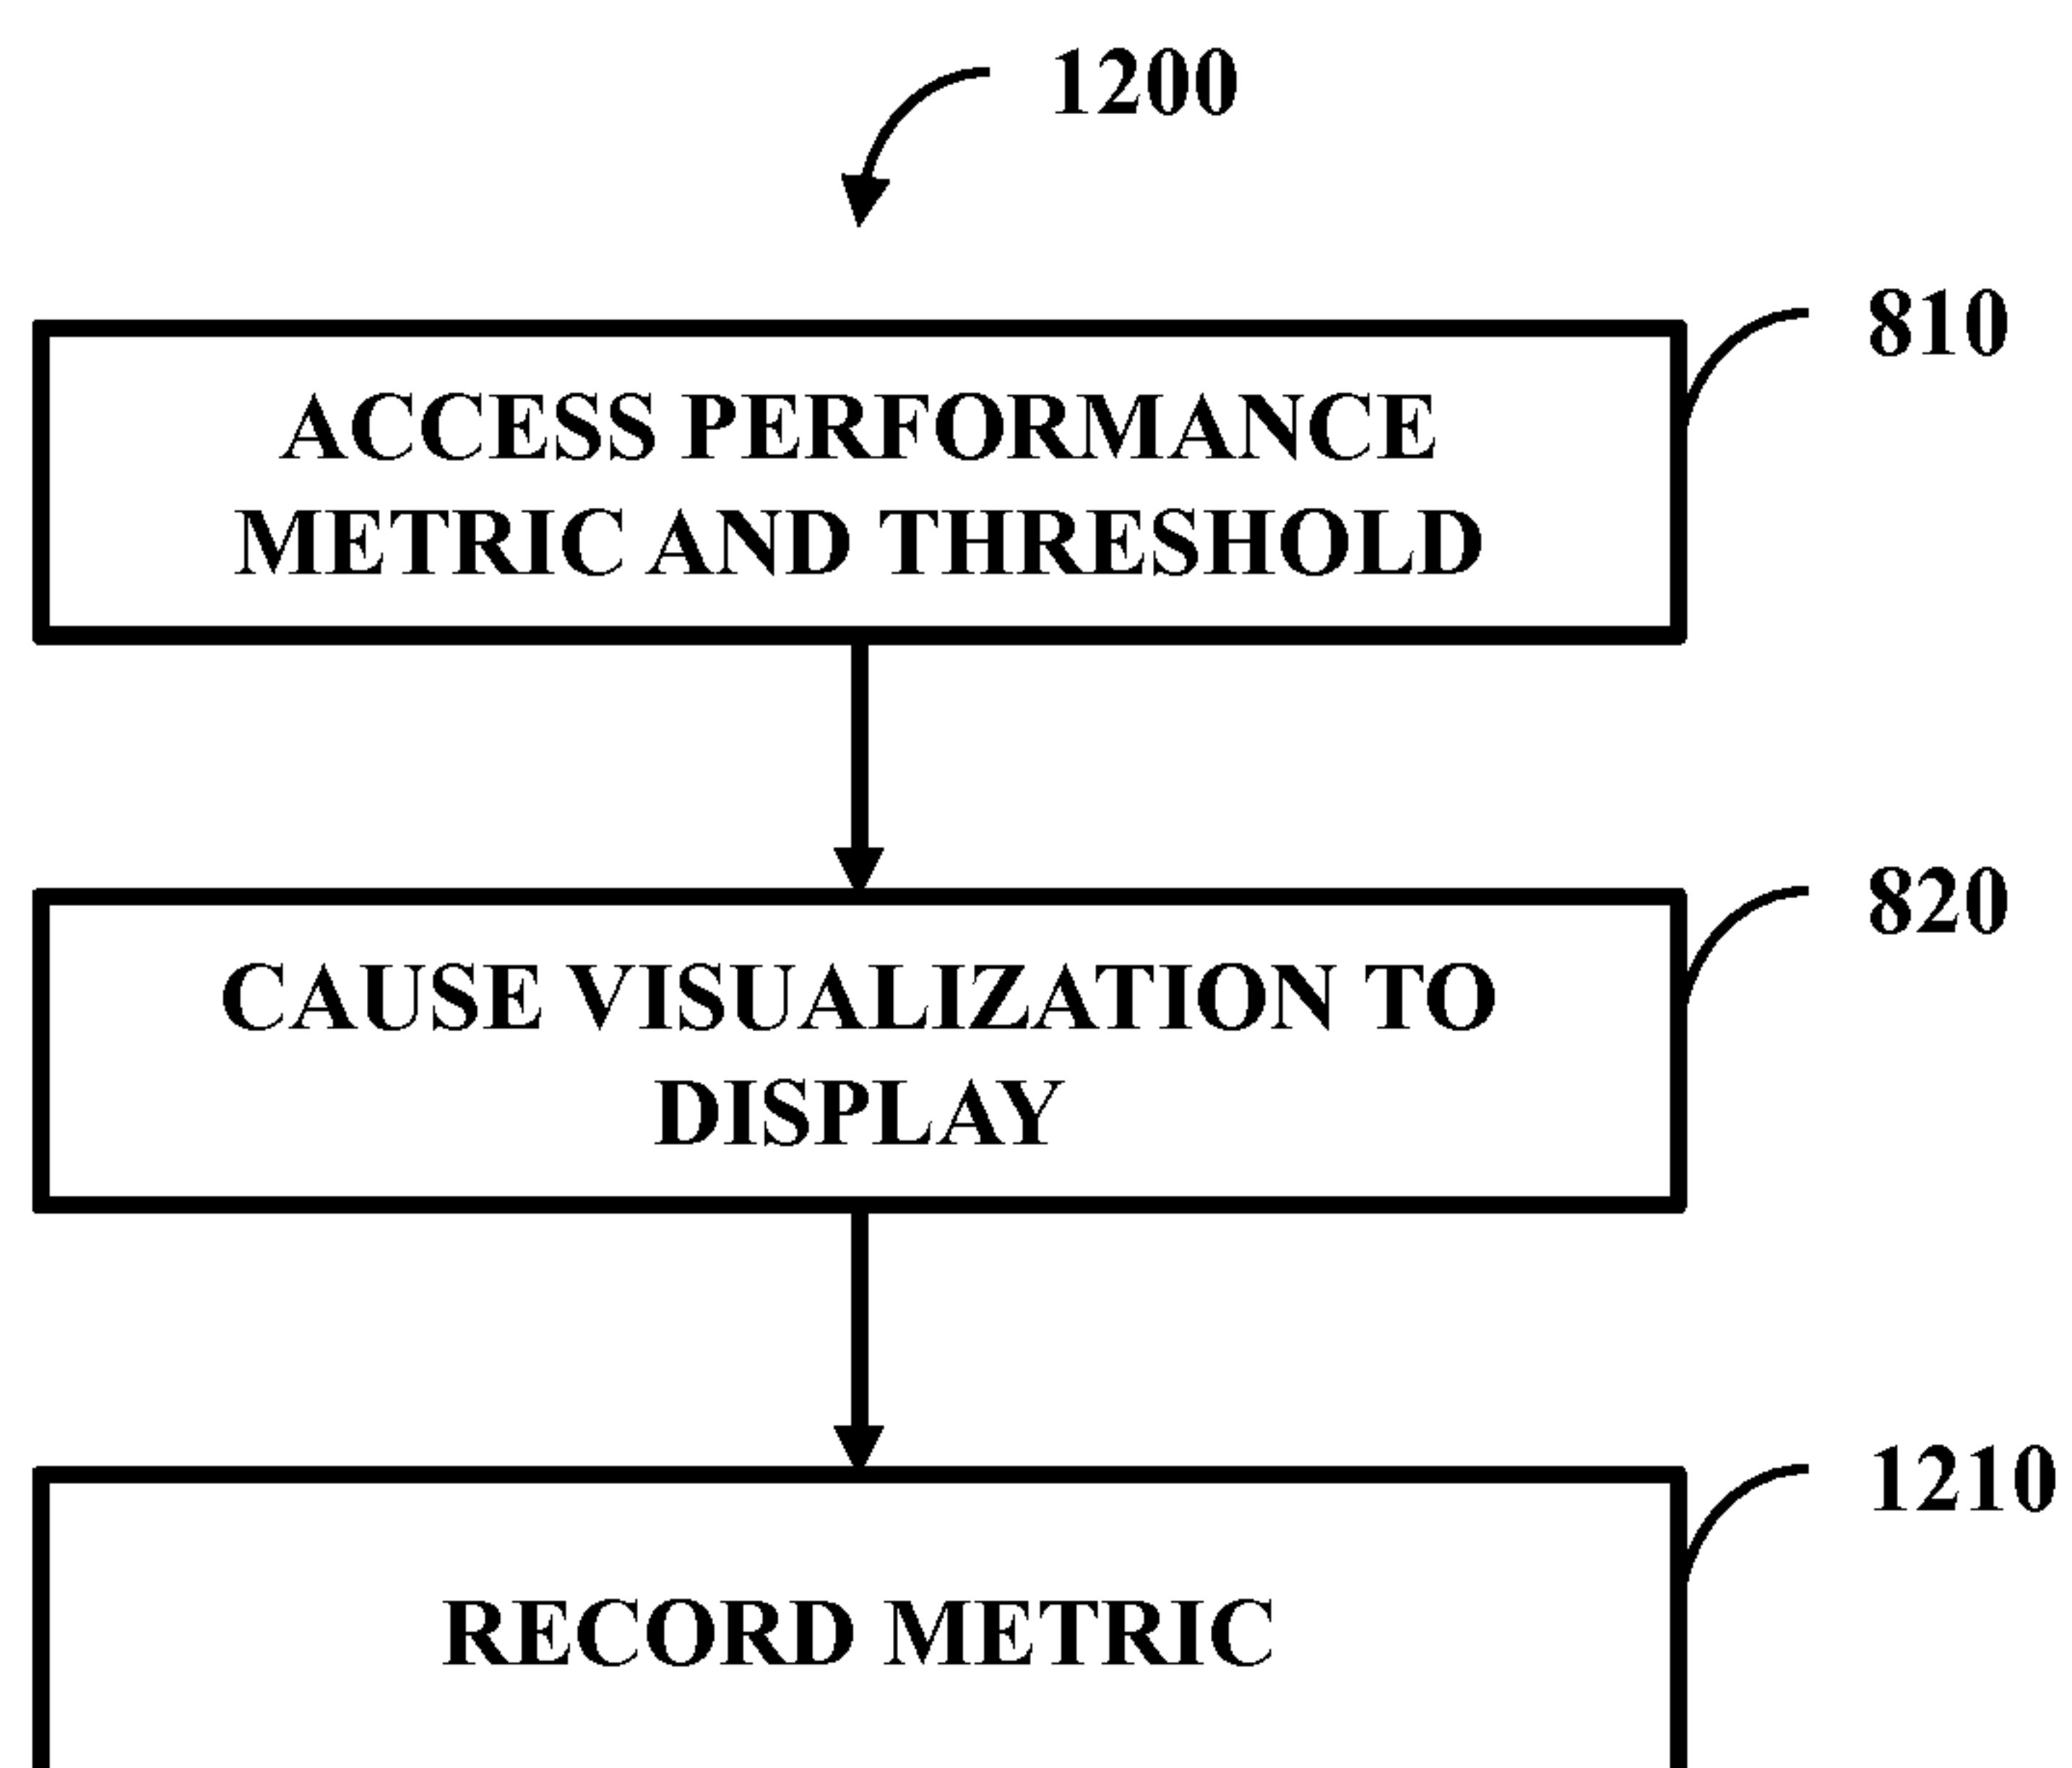 1200
810
ACCESS PERFORMANCE
METRIC AND THRESHOLD
820
CAUSE VISUALIZATION TO
DISPLAY
1210
RECORD METRIC